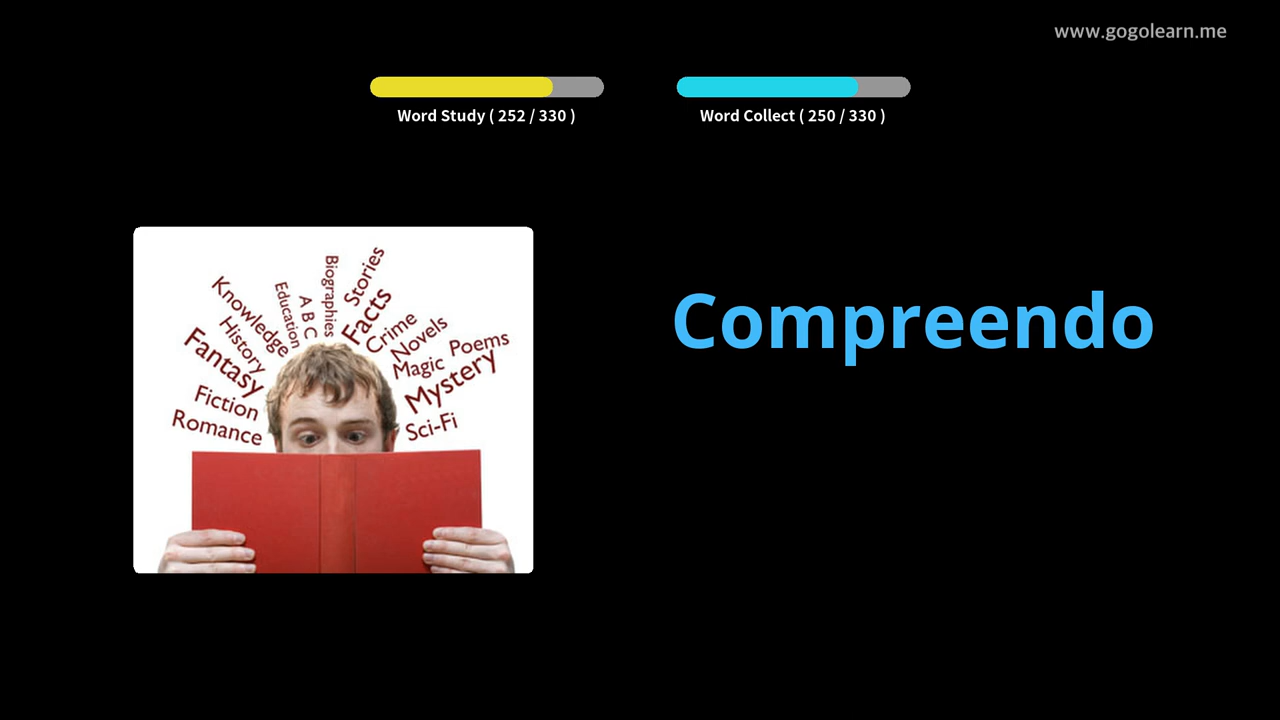 www.gogolearn.me
Word Study ( 252 / 330 )
Word Collect ( 250 / 330 )
Compreendo
Biographies
Stories
Education
A B C
Facts
Knowledge
History
Crime
Novels
Fantasy
Magic
Poems
Mystery
Fiction
Romance
Sci-Fi